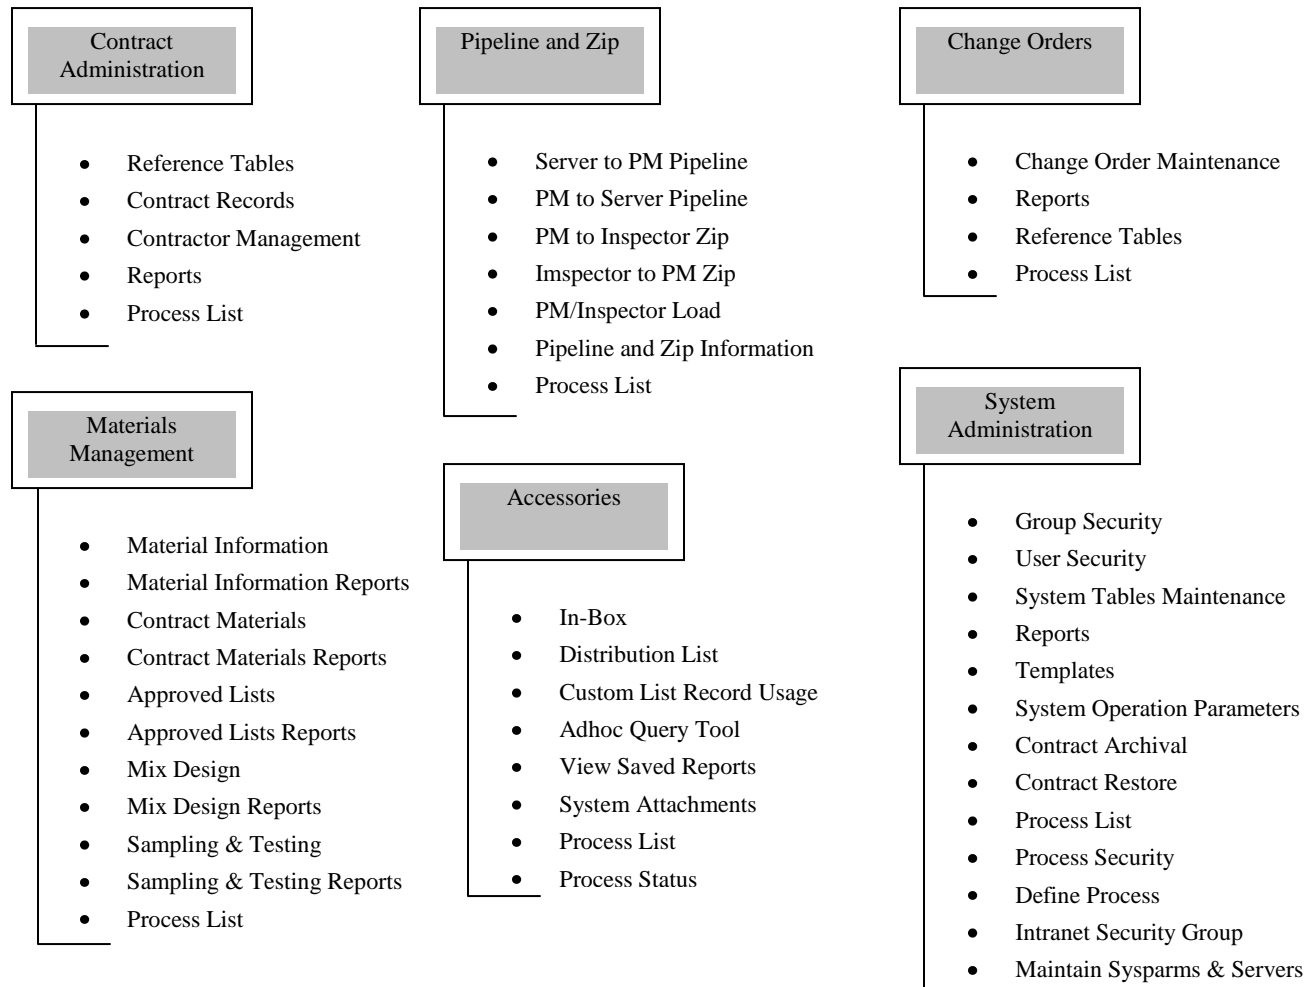 Contract
Administration
Reference Tables
Contract Records
Contractor Management
Reports
Process List
Materials
Management
Material Information
Material Information Reports
Contract Materials
Contract Materials Reports
Approved Lists
Approved Lists Reports
Mix Design
Mix Design Reports
Sampling & Testing
Sampling & Testing Reports
Process List
Pipeline and Zip
Server to PM Pipeline
PM to Server Pipeline
PM to Inspector Zip
Imspector to PM Zip
PM/Inspector Load
Pipeline and Zip Information
Process List
Accessories
In-Box
Distribution List
Custom List Record Usage
Adhoc Query Tool
View Saved Reports
System Attachments
Process List
Process Status
Change Orders
Change Order Maintenance
Reports
Reference Tables
Process List
System
Administration
Group Security
User Security
System Tables Maintenance
Reports
Templates
System Operation Parameters
Contract Archival
Contract Restore
Process List
Process Security
Define Process
Intranet Security Group
Maintain Sysparms & Servers